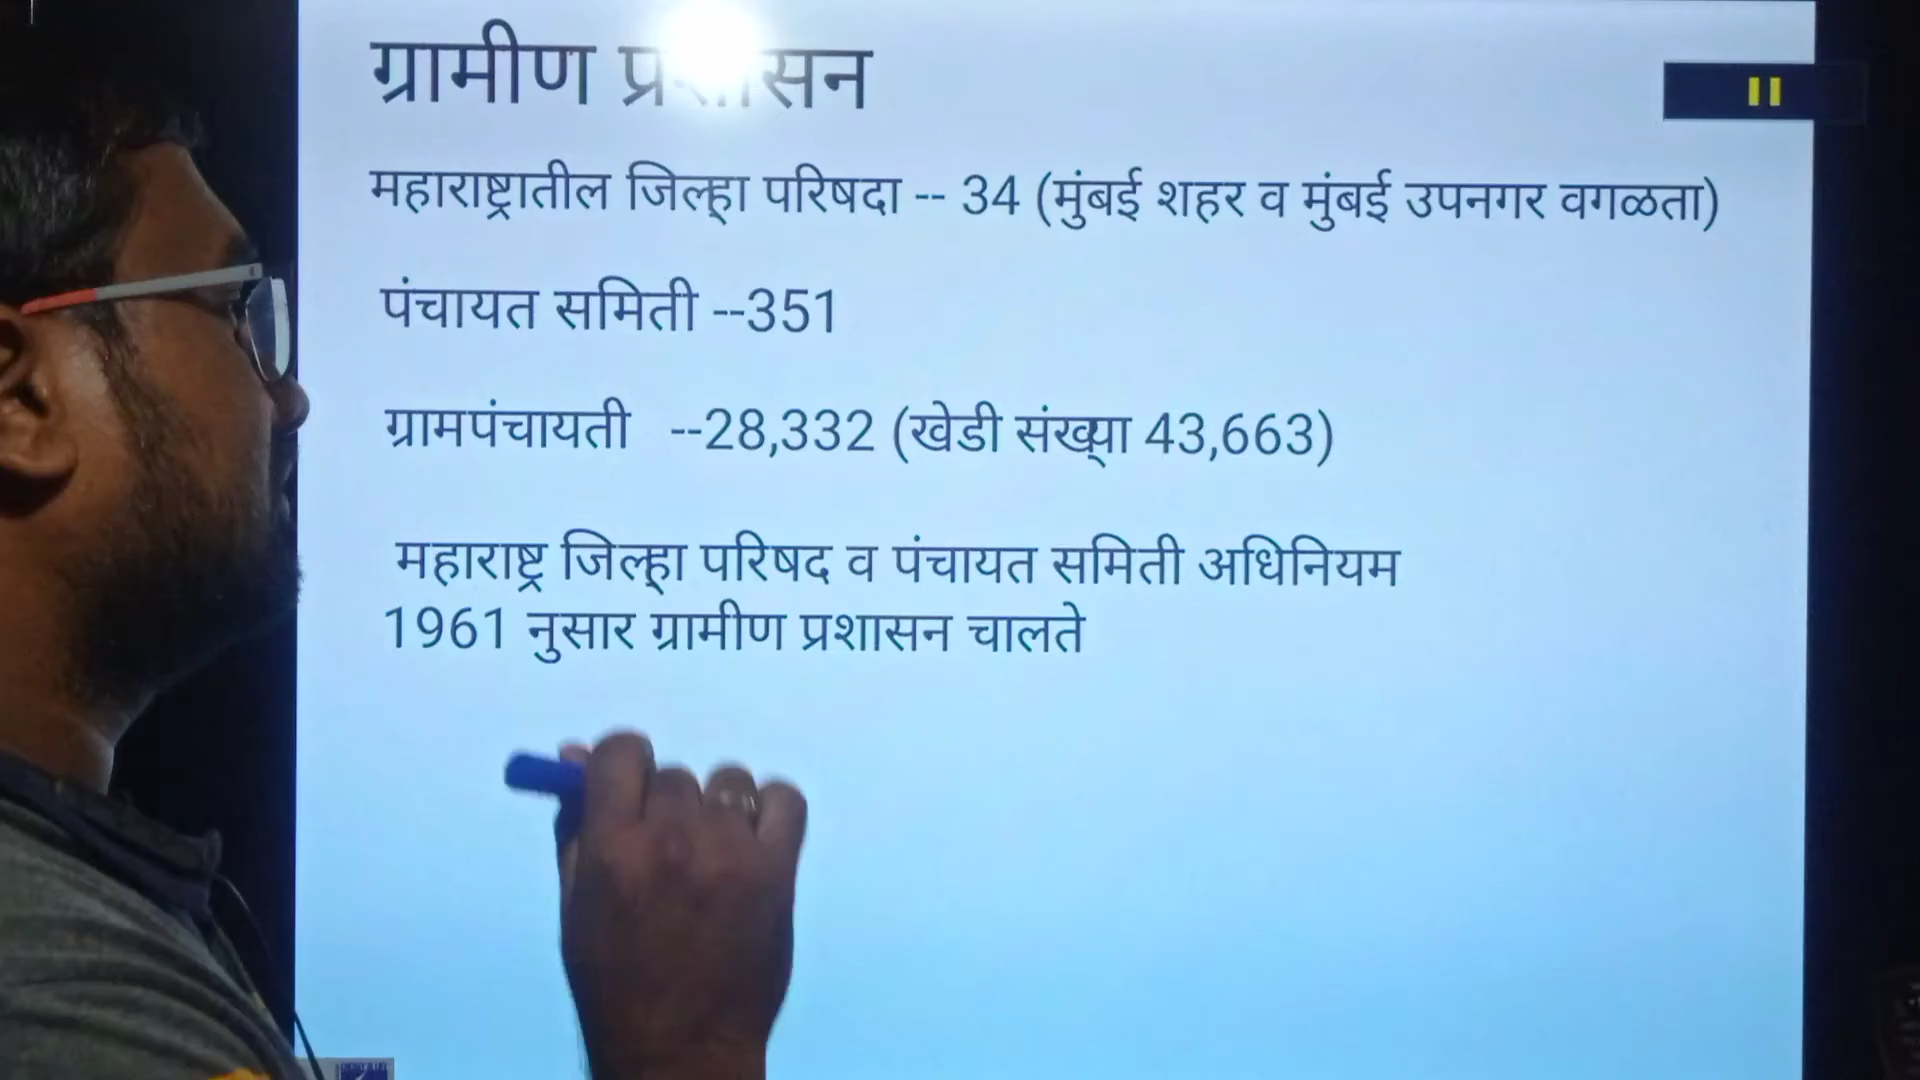 ग्रामीण
महाराष्ट्रातील जिल्हा परिषदा -- 34 (मुंबई शहर व मुंबई उपनगर वगळता)
पंचायत समिती --351
ग्रामपंचायती --28,332 (खेडी संख्या 43,663)
महाराष्ट्र जिल्हा परिषद व पंचायत समिती अधिनियम
1961 नुसार ग्रामीण प्रशासन चालते